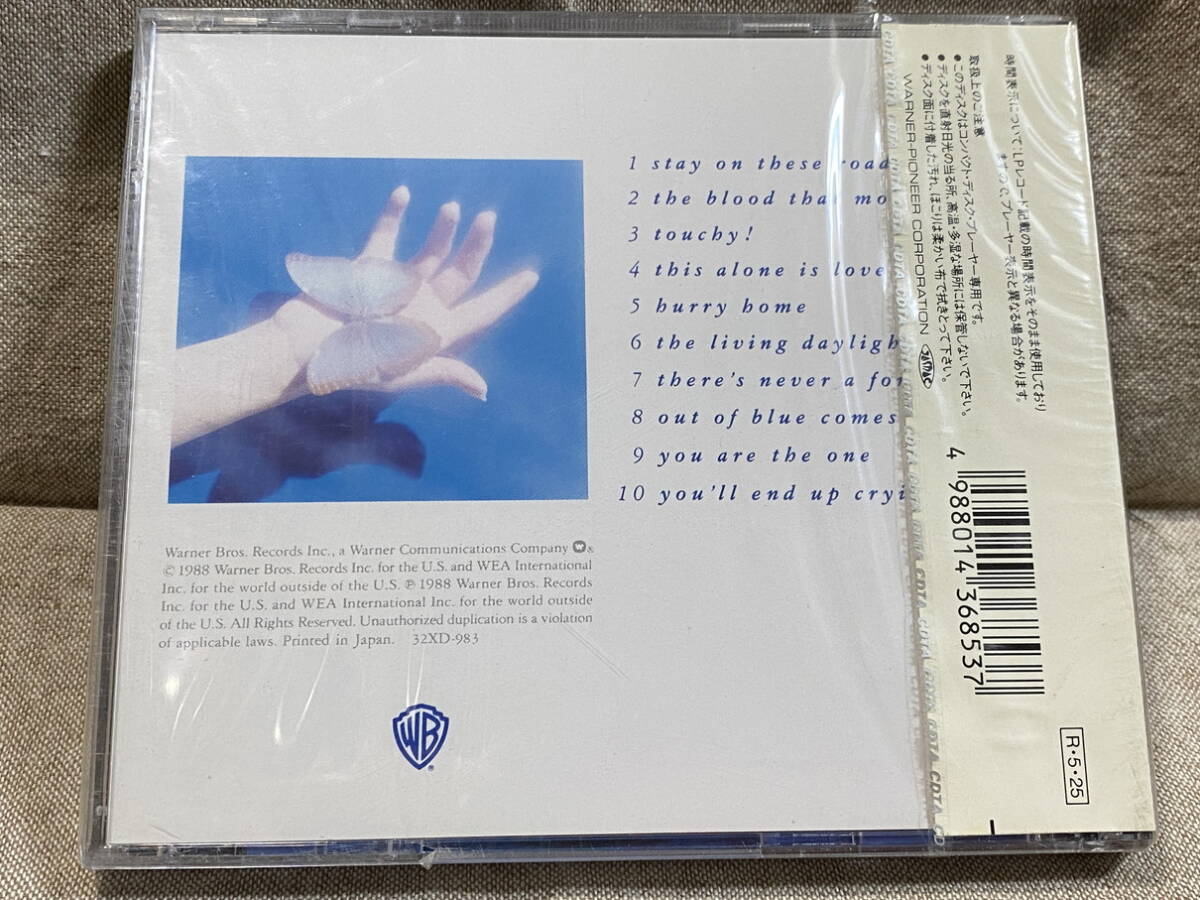 1 stay on these road
2 the blood that mo
3 touchy!
4 this alone is love
5 hurry home
6 the living dayligh
7 there's never a for
8 out of blue comes
9 you are the one
10 you'll end up cryi
Warner Bros. Records Inc., a Warner Communications Company W ®
© 1988 Warner Bros. Records Inc. for the U.S. and WEA International
Inc. for the world outside of the U.S. ℗ 1988 Warner Bros. Records
Inc. for the U.S. and WEA International Inc. for the world outside
of the U.S. All Rights Reserved. Unauthorized duplication is a violation
of applicable laws. Printed in Japan. 32XD-983
WB ®
時間表示について:LPレコード記載の時間表示をそのまま使用しており
プレーヤー表示と異なる場合があります。
取扱上のご注意
●このディスクはコンパクト・ディスク・プレーヤー専用です。
●ディスクを直射日光の当る所、高温・多湿な場所には保管しないで下さい。
●ディスク面に付着した汚れ、ほこりは柔かい布で拭きとって下さい。
WARNER-PIONEER CORPORATION JASRAC
4 988014 368537
R・5・25
CDTA CDTA CDTA CDTA CDTA CDTA CDTA CDTA